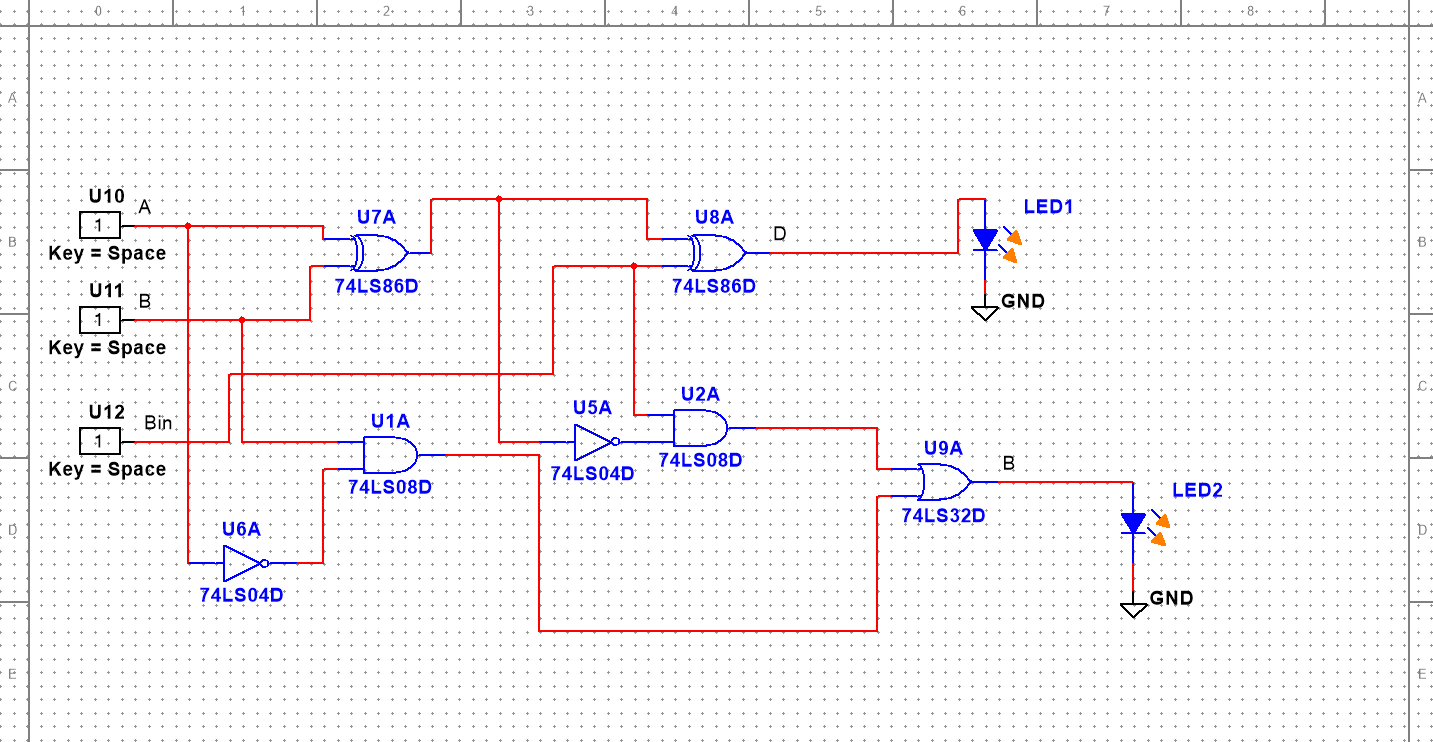 0 1 2 3 4 5 6 7 8
A A
U10
A
1
Key = Space
U7A
74LS86D
U8A
74LS86D
D
LED1
GND
B B
U11
B
1
Key = Space
C C
U12
Bin
1
Key = Space
U1A
74LS08D
U5A
74LS04D
U2A
74LS08D
U9A
74LS32D
B
LED2
GND
D D
U6A
74LS04D
E E